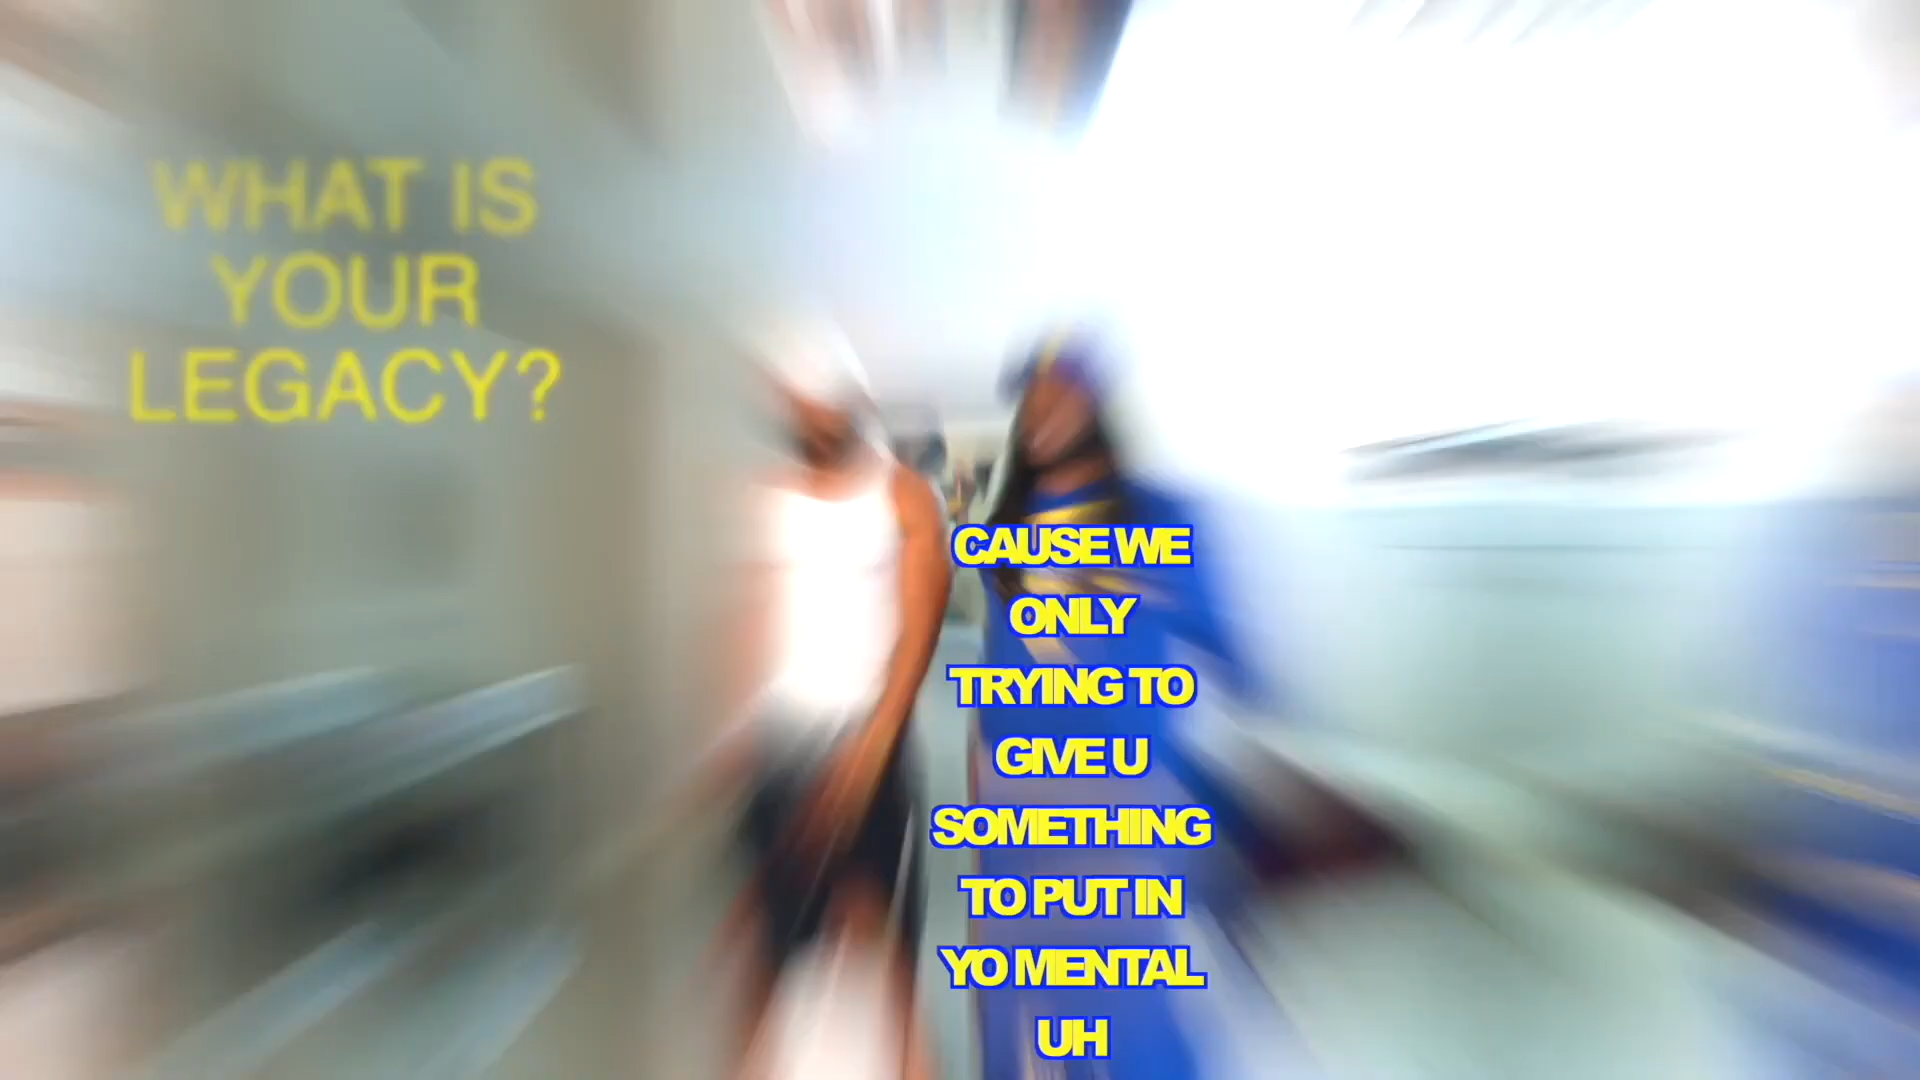 WHAT IS
YOUR
LEGACY?
CAUSE WE
ONLY
TRYING TO
GIVE U
SOMETHING
TO PUT IN
YO MENTAL
UH